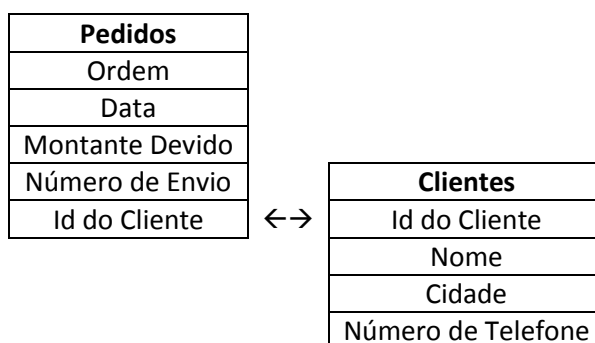 Pedidos
Ordem
Data
Montante Devido
Número de Envio
Id do Cliente ←→
Clientes
Id do Cliente
Nome
Cidade
Número de Telefone